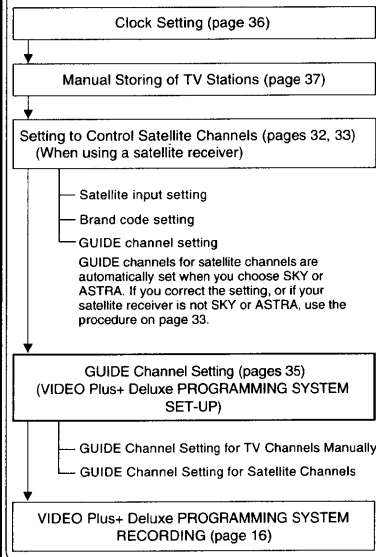 Clock Setting (page 36)
Manual Storing of TV Stations (page 37)
Setting to Control Satellite Channels (pages 32, 33)
(When using a satellite receiver)
Satellite input setting
Brand code setting
GUIDE channel setting
GUIDE channels for satellite channels are
automatically set when you choose SKY or
ASTRA. If you correct the setting, or if your
satellite receiver is not SKY or ASTRA, use the
procedure on page 33.
GUIDE Channel Setting (pages 35)
(VIDEO Plus+ Deluxe PROGRAMMING SYSTEM
SET-UP)
GUIDE Channel Setting for TV Channels Manually
GUIDE Channel Setting for Satellite Channels
VIDEO Plus+ Deluxe PROGRAMMING SYSTEM
RECORDING (page 16)